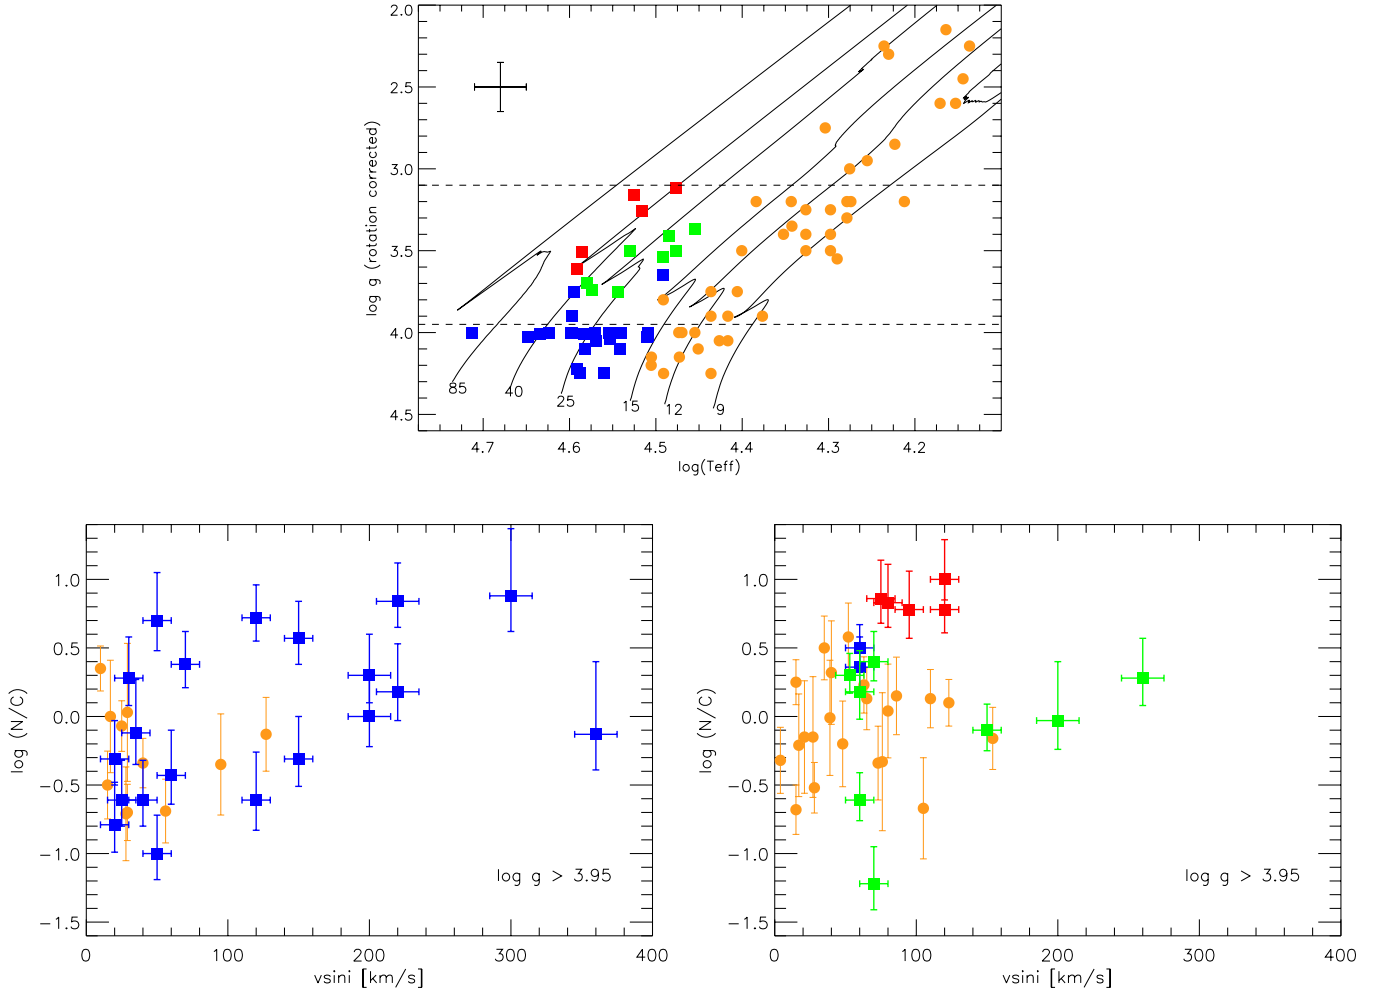 2.0
2.5
3.0
3.5
4.0
4.5
log g (rotation corrected)
85
40
25
15
12
9
4.7 4.6 4.5 4.4 4.3 4.2
log(Teff)
1.0
0.5
0.0
−0.5
−1.0
−1.5
log (N/C)
log g > 3.95
0 100 200 300 400
vsini [km/s]
1.0
0.5
0.0
−0.5
−1.0
−1.5
log (N/C)
log g > 3.95
0 100 200 300 400
vsini [km/s]